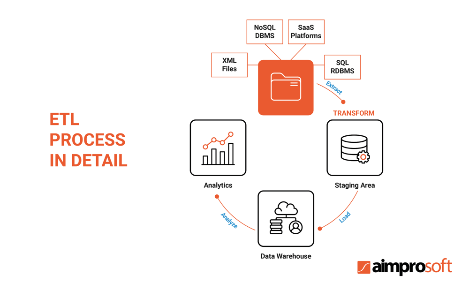 NoSQL
DBMS
SaaS
Platforms
XML
Files
SQL
RDBMS
Extract
ETL
PROCESS
IN DETAIL
TRANSFORM
Analytics
Staging Area
Analyze
Load
Data Warehouse
aimprosoft